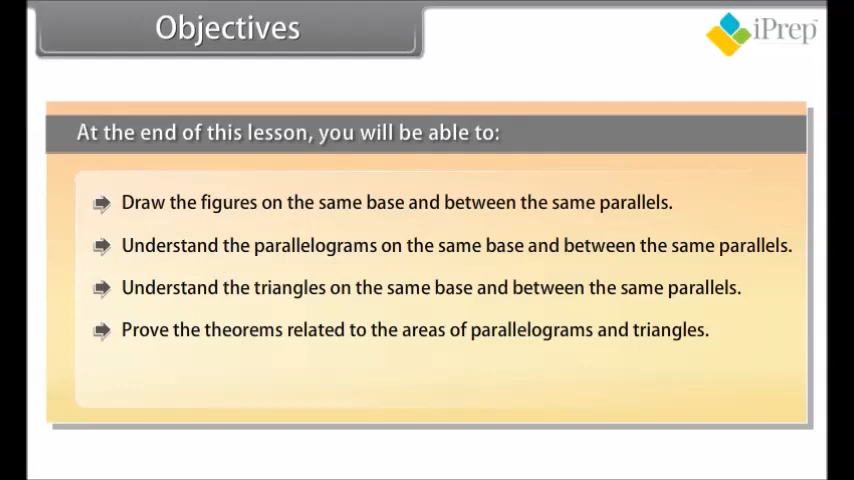 Objectives
iPrep™
At the end of this lesson, you will be able to:
Draw the figures on the same base and between the same parallels.
Understand the parallelograms on the same base and between the same parallels.
Understand the triangles on the same base and between the same parallels.
Prove the theorems related to the areas of parallelograms and triangles.